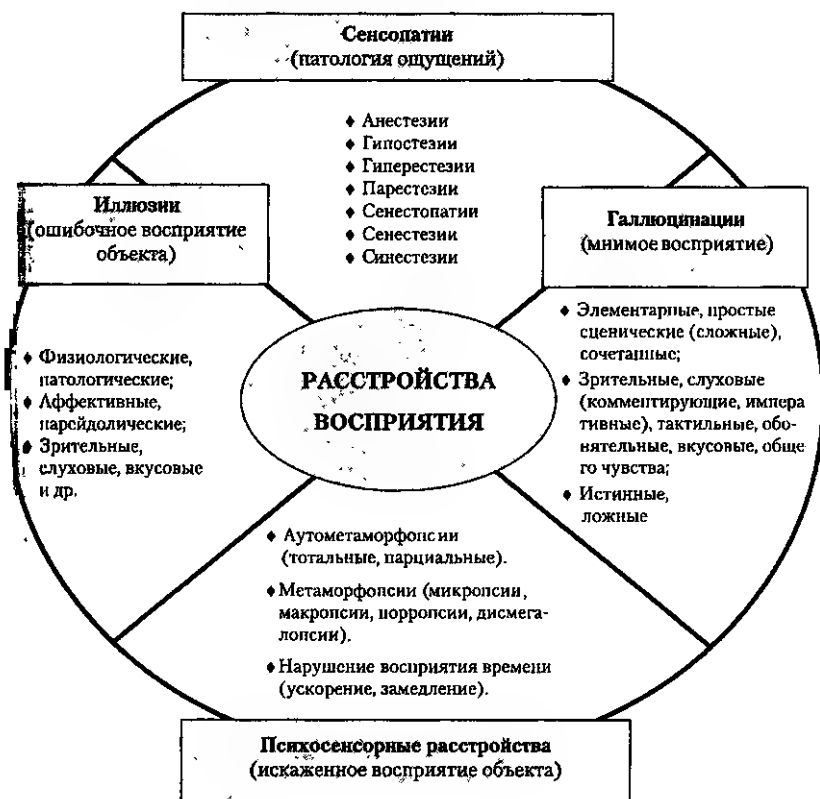 Сенсопатии
(патология ощущений)
♦ Анестезии
♦ Гипостезии
♦ Гиперестезии
♦ Парестезии
♦ Сенестопатии
♦ Сенестезии
♦ Синестезии
Иллюзии
(ошибочное восприятие
объекта)
Галлюцинации
(мнимое восприятие)
♦ Физиологические,
патологические;
♦ Аффективные,
парейдолические;
♦ Зрительные,
слуховые, вкусовые
и др.
РАССТРОЙСТВА
ВОСПРИЯТИЯ
♦ Элементарные, простые
сценические (сложные),
сочетанные;
♦ Зрительные, слуховые
(комментирующие, импера
тивные), тактильные, обо-
нятельные, вкусовые, обще
го чувства;
♦ Истинные,
ложные
♦ Аутометаморфопсии
(тотальные, парциальные).
♦ Метаморфопсии (микропсии,
макропсии, порропсии, дисмега-
лопсии).
♦ Нарушение восприятия времени
(ускорение, замедление).
Психосенсорные расстройства
(искаженное восприятие объекта)